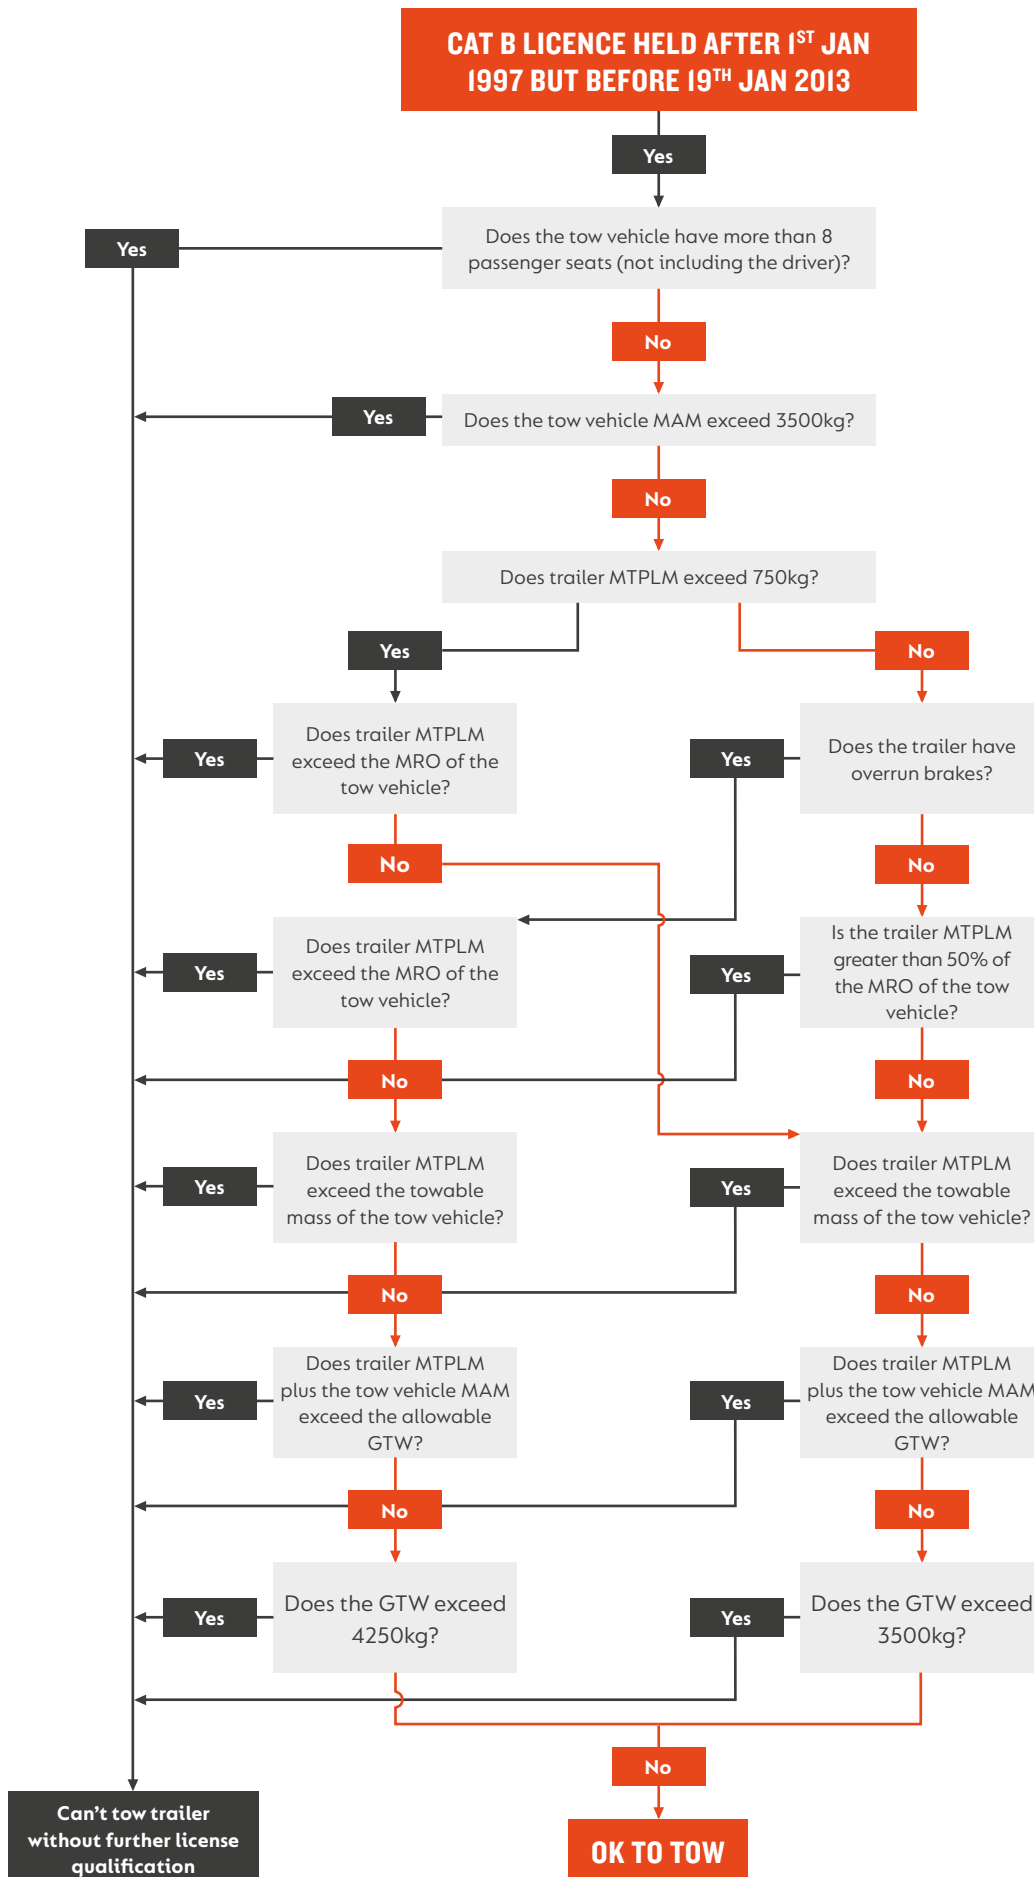 CAT B LICENCE HELD AFTER 1ST JAN
1997 BUT BEFORE 19TH JAN 2013
Yes
Does the tow vehicle have more than 8
passenger seats (not including the driver)?
Yes
No
Does the tow vehicle MAM exceed 3500kg?
Yes
No
Does trailer MTPLM exceed 750kg?
Yes
No
Does trailer MTPLM
exceed the MRO of the
tow vehicle?
Yes
Does the trailer have
overrun brakes?
Yes
No
No
Does trailer MTPLM
exceed the MRO of the
tow vehicle?
Yes
Is the trailer MTPLM
greater than 50% of
the MRO of the tow
vehicle?
Yes
No
No
Does trailer MTPLM
exceed the towable
mass of the tow vehicle?
Yes
Does trailer MTPLM
exceed the towable
mass of the tow vehicle?
Yes
No
No
Does trailer MTPLM
plus the tow vehicle MAM
exceed the allowable
GTW?
Yes
Does trailer MTPLM
plus the tow vehicle MAM
exceed the allowable
GTW?
Yes
No
No
Does the GTW exceed
4250kg?
Yes
Does the GTW exceed
3500kg?
Yes
No
Can't tow trailer
without further license
qualification
OK TO TOW